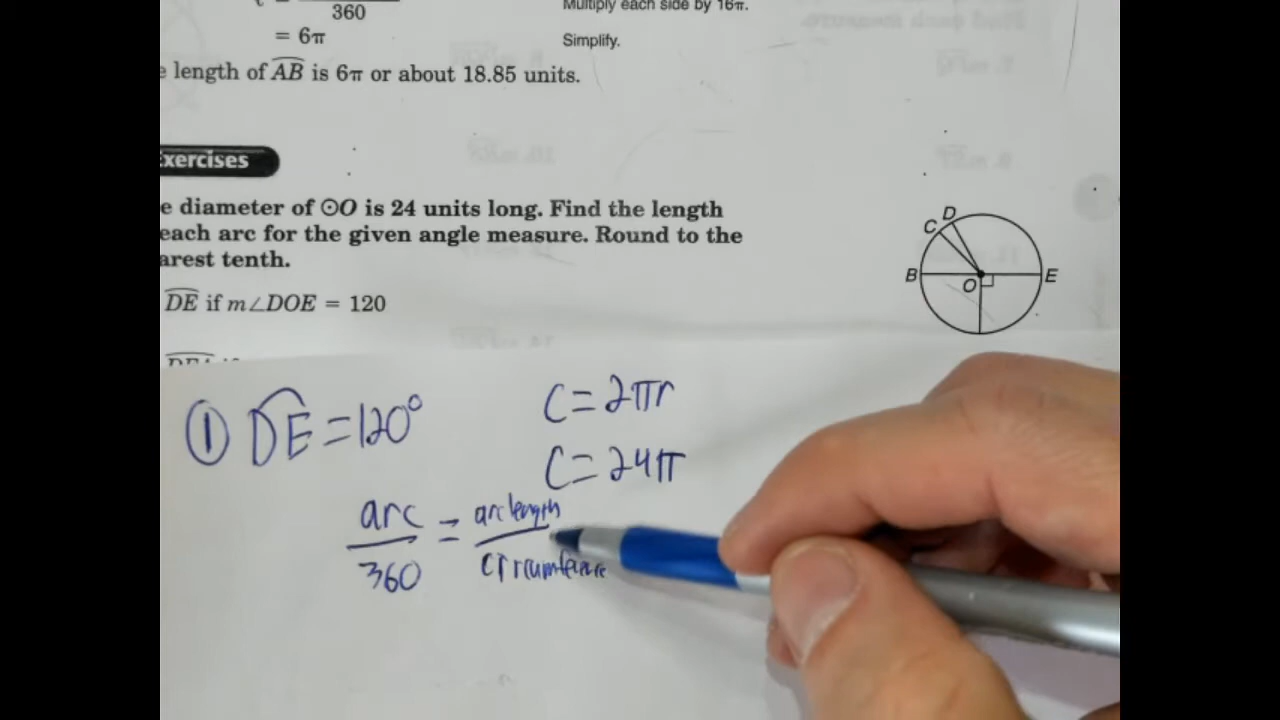 360
Multiply each side by 16π.
= 6π
Simplify.
e length of AB is 6π or about 18.85 units.
xercises
e diameter of ⊙O is 24 units long. Find the length
each arc for the given angle measure. Round to the
arest tenth.
DE if m∠DOE = 120
D
C
B
O
E
① DE = 120°
C = 2πr
C = 24π
arc
360
=
arc length
circumference